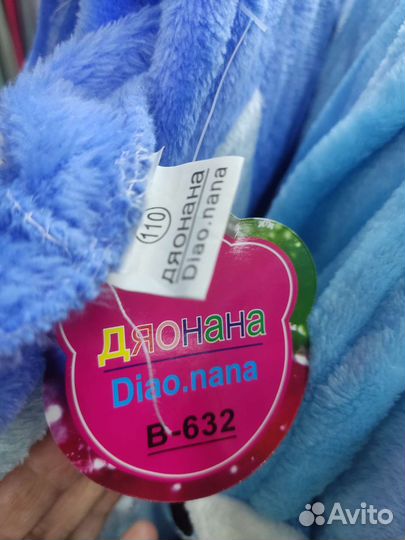 110
дяонана
Diao.nana
Дяонана
Diao.nana
B-632
Avito